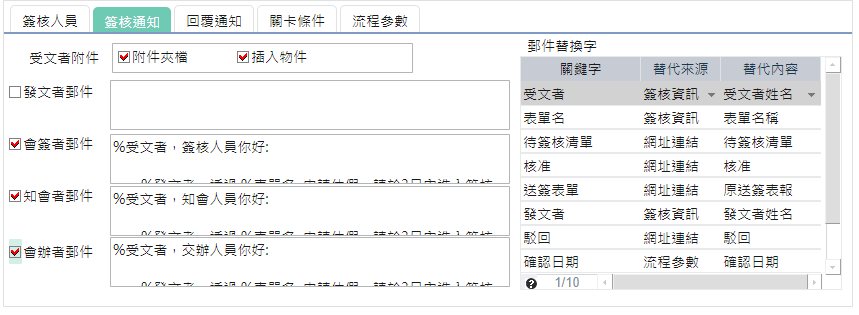 簽核人員 簽核通知 回覆通知 關卡條件 流程參數
受文者附件 附件夾檔 插入物件
發文者郵件
會簽者郵件
%受文者，簽核人員你好:
知會者郵件
%受文者，知會人員你好:
會辦者郵件
%受文者，交辦人員你好:
郵件替換字
關鍵字 替代來源 替代內容
受文者 簽核資訊 受文者姓名
表單名 簽核資訊 表單名稱
待簽核清單 網址連結 待簽核清單
核准 網址連結 核准
送簽表單 網址連結 原送簽表報
發文者 簽核資訊 發文者姓名
駁回 網址連結 駁回
確認日期 流程參數 確認日期
1/10